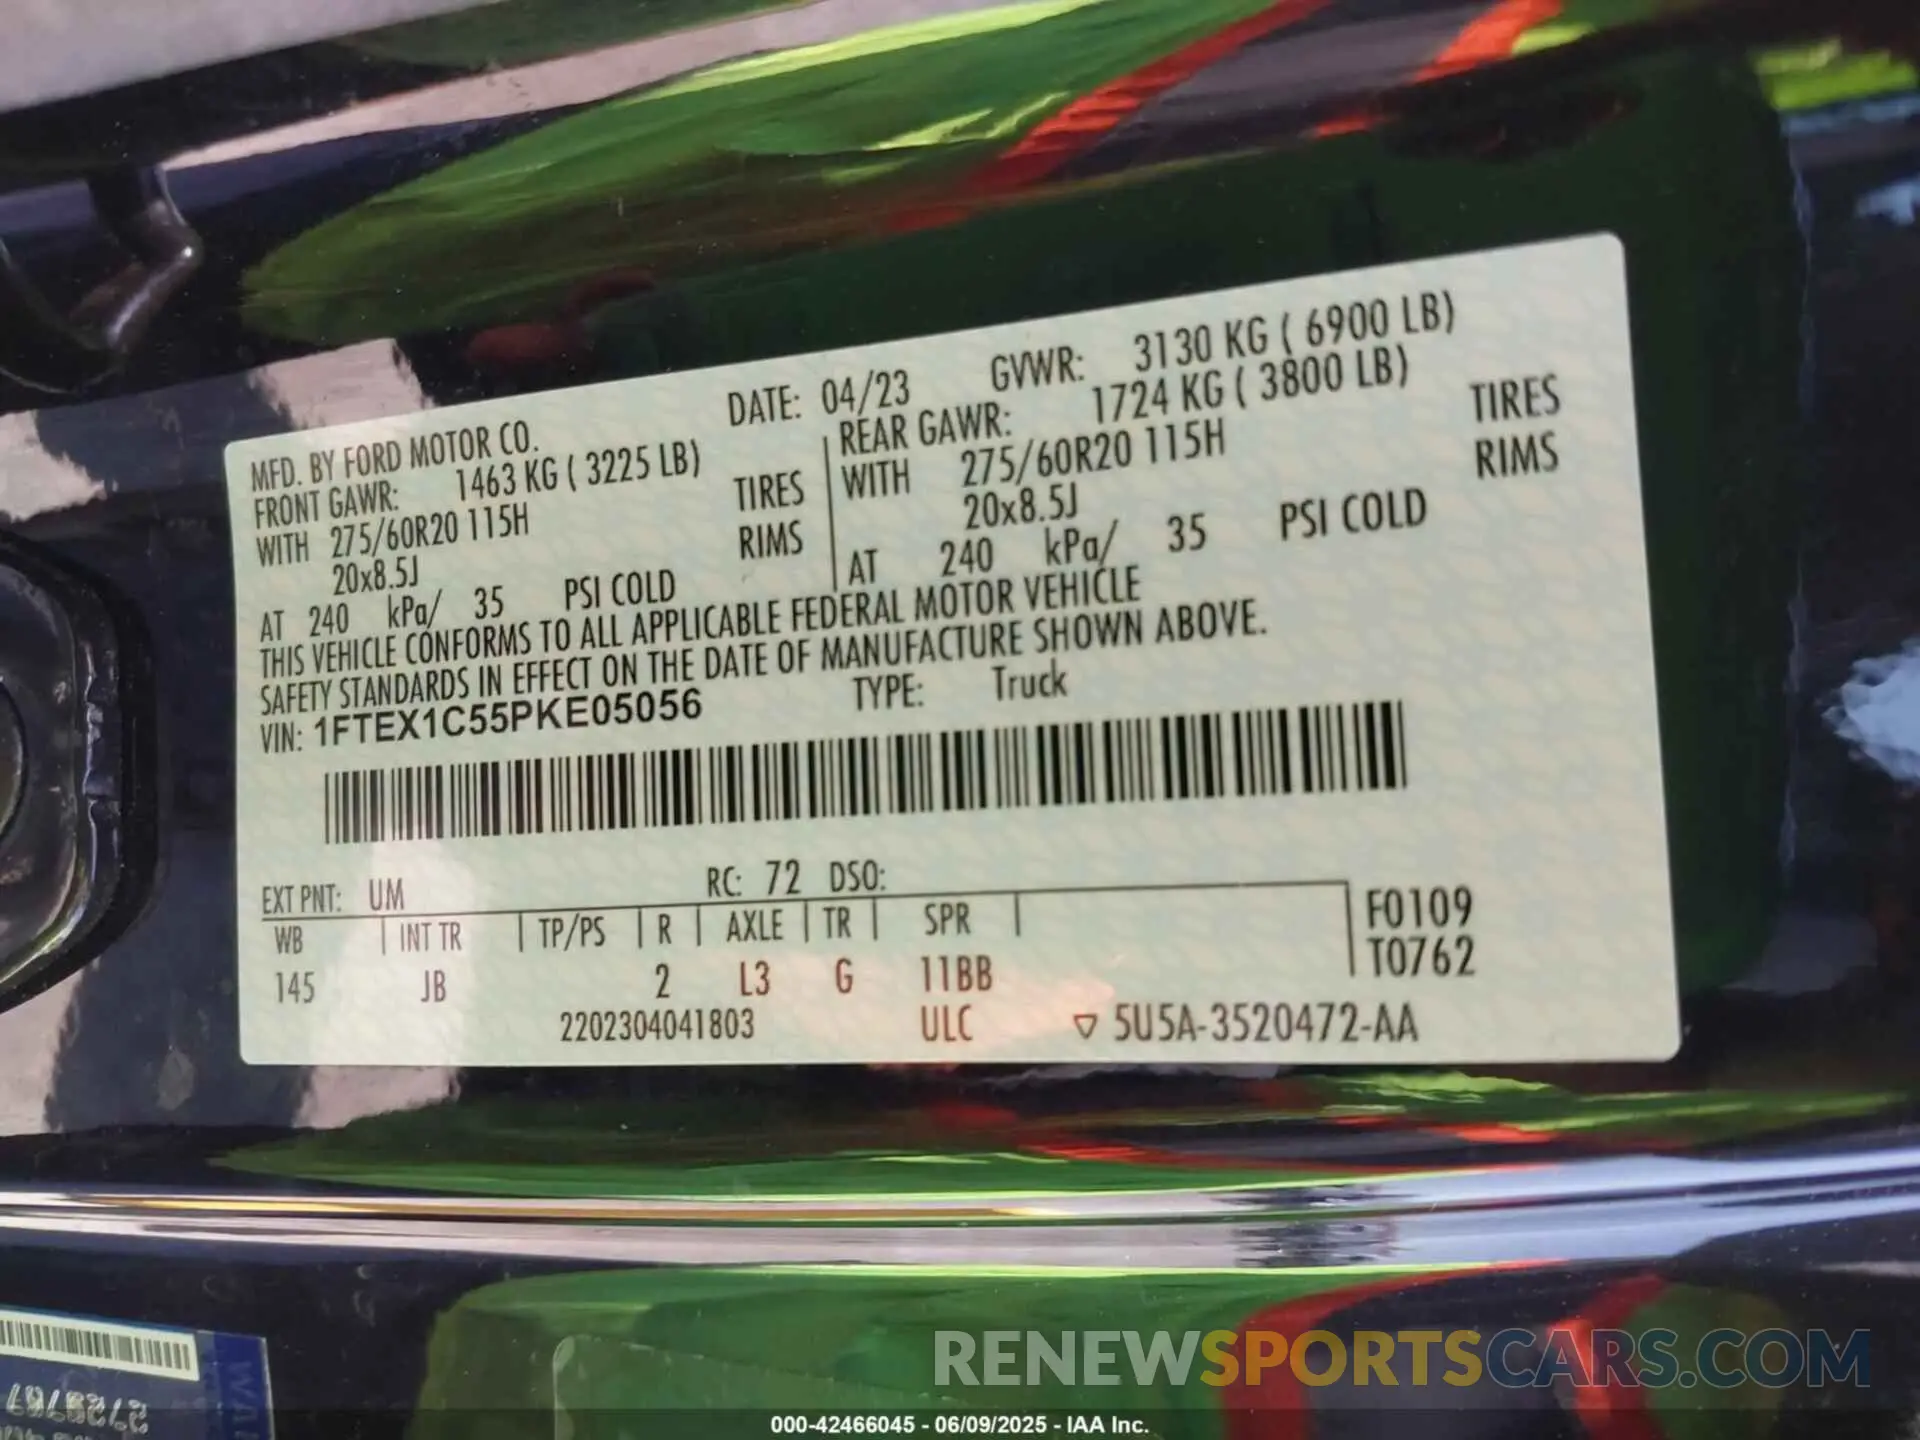 MFD. BY FORD MOTOR CO. DATE: 04/23 GVWR: 3130 KG ( 6900 LB)
FRONT GAWR: 1463 KG ( 3225 LB) REAR GAWR: 1724 KG ( 3800 LB)
WITH 275/60R20 115H TIRES WITH 275/60R20 115H TIRES
20x8.5J RIMS 20x8.5J RIMS
AT 240 kPa/ 35 PSI COLD AT 240 kPa/ 35 PSI COLD
THIS VEHICLE CONFORMS TO ALL APPLICABLE FEDERAL MOTOR VEHICLE
SAFETY STANDARDS IN EFFECT ON THE DATE OF MANUFACTURE SHOWN ABOVE.
VIN: 1FTEX1C55PKE05056 TYPE: Truck
EXT PNT: UM RC: 72 DSO:
WB INT TR TP/PS R AXLE TR SPR F0109
145 JB 2 L3 G 11BB T0762
2202304041803 ULC 5U5A-3520472-AA
RENEWSPORTSCARS.COM
000-42466045 - 06/09/2025 - IAA Inc.